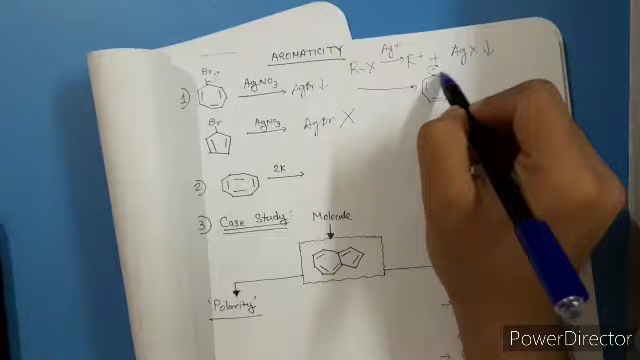 AROMATICITY
R-X Ag+ R+ + AgX ↓
Br
1) AgNO3 AgBr ↓
Br
AgNO3 AgBr X
2) 2K
3) Case Study: Molecule
'Polarity'
PowerDirector